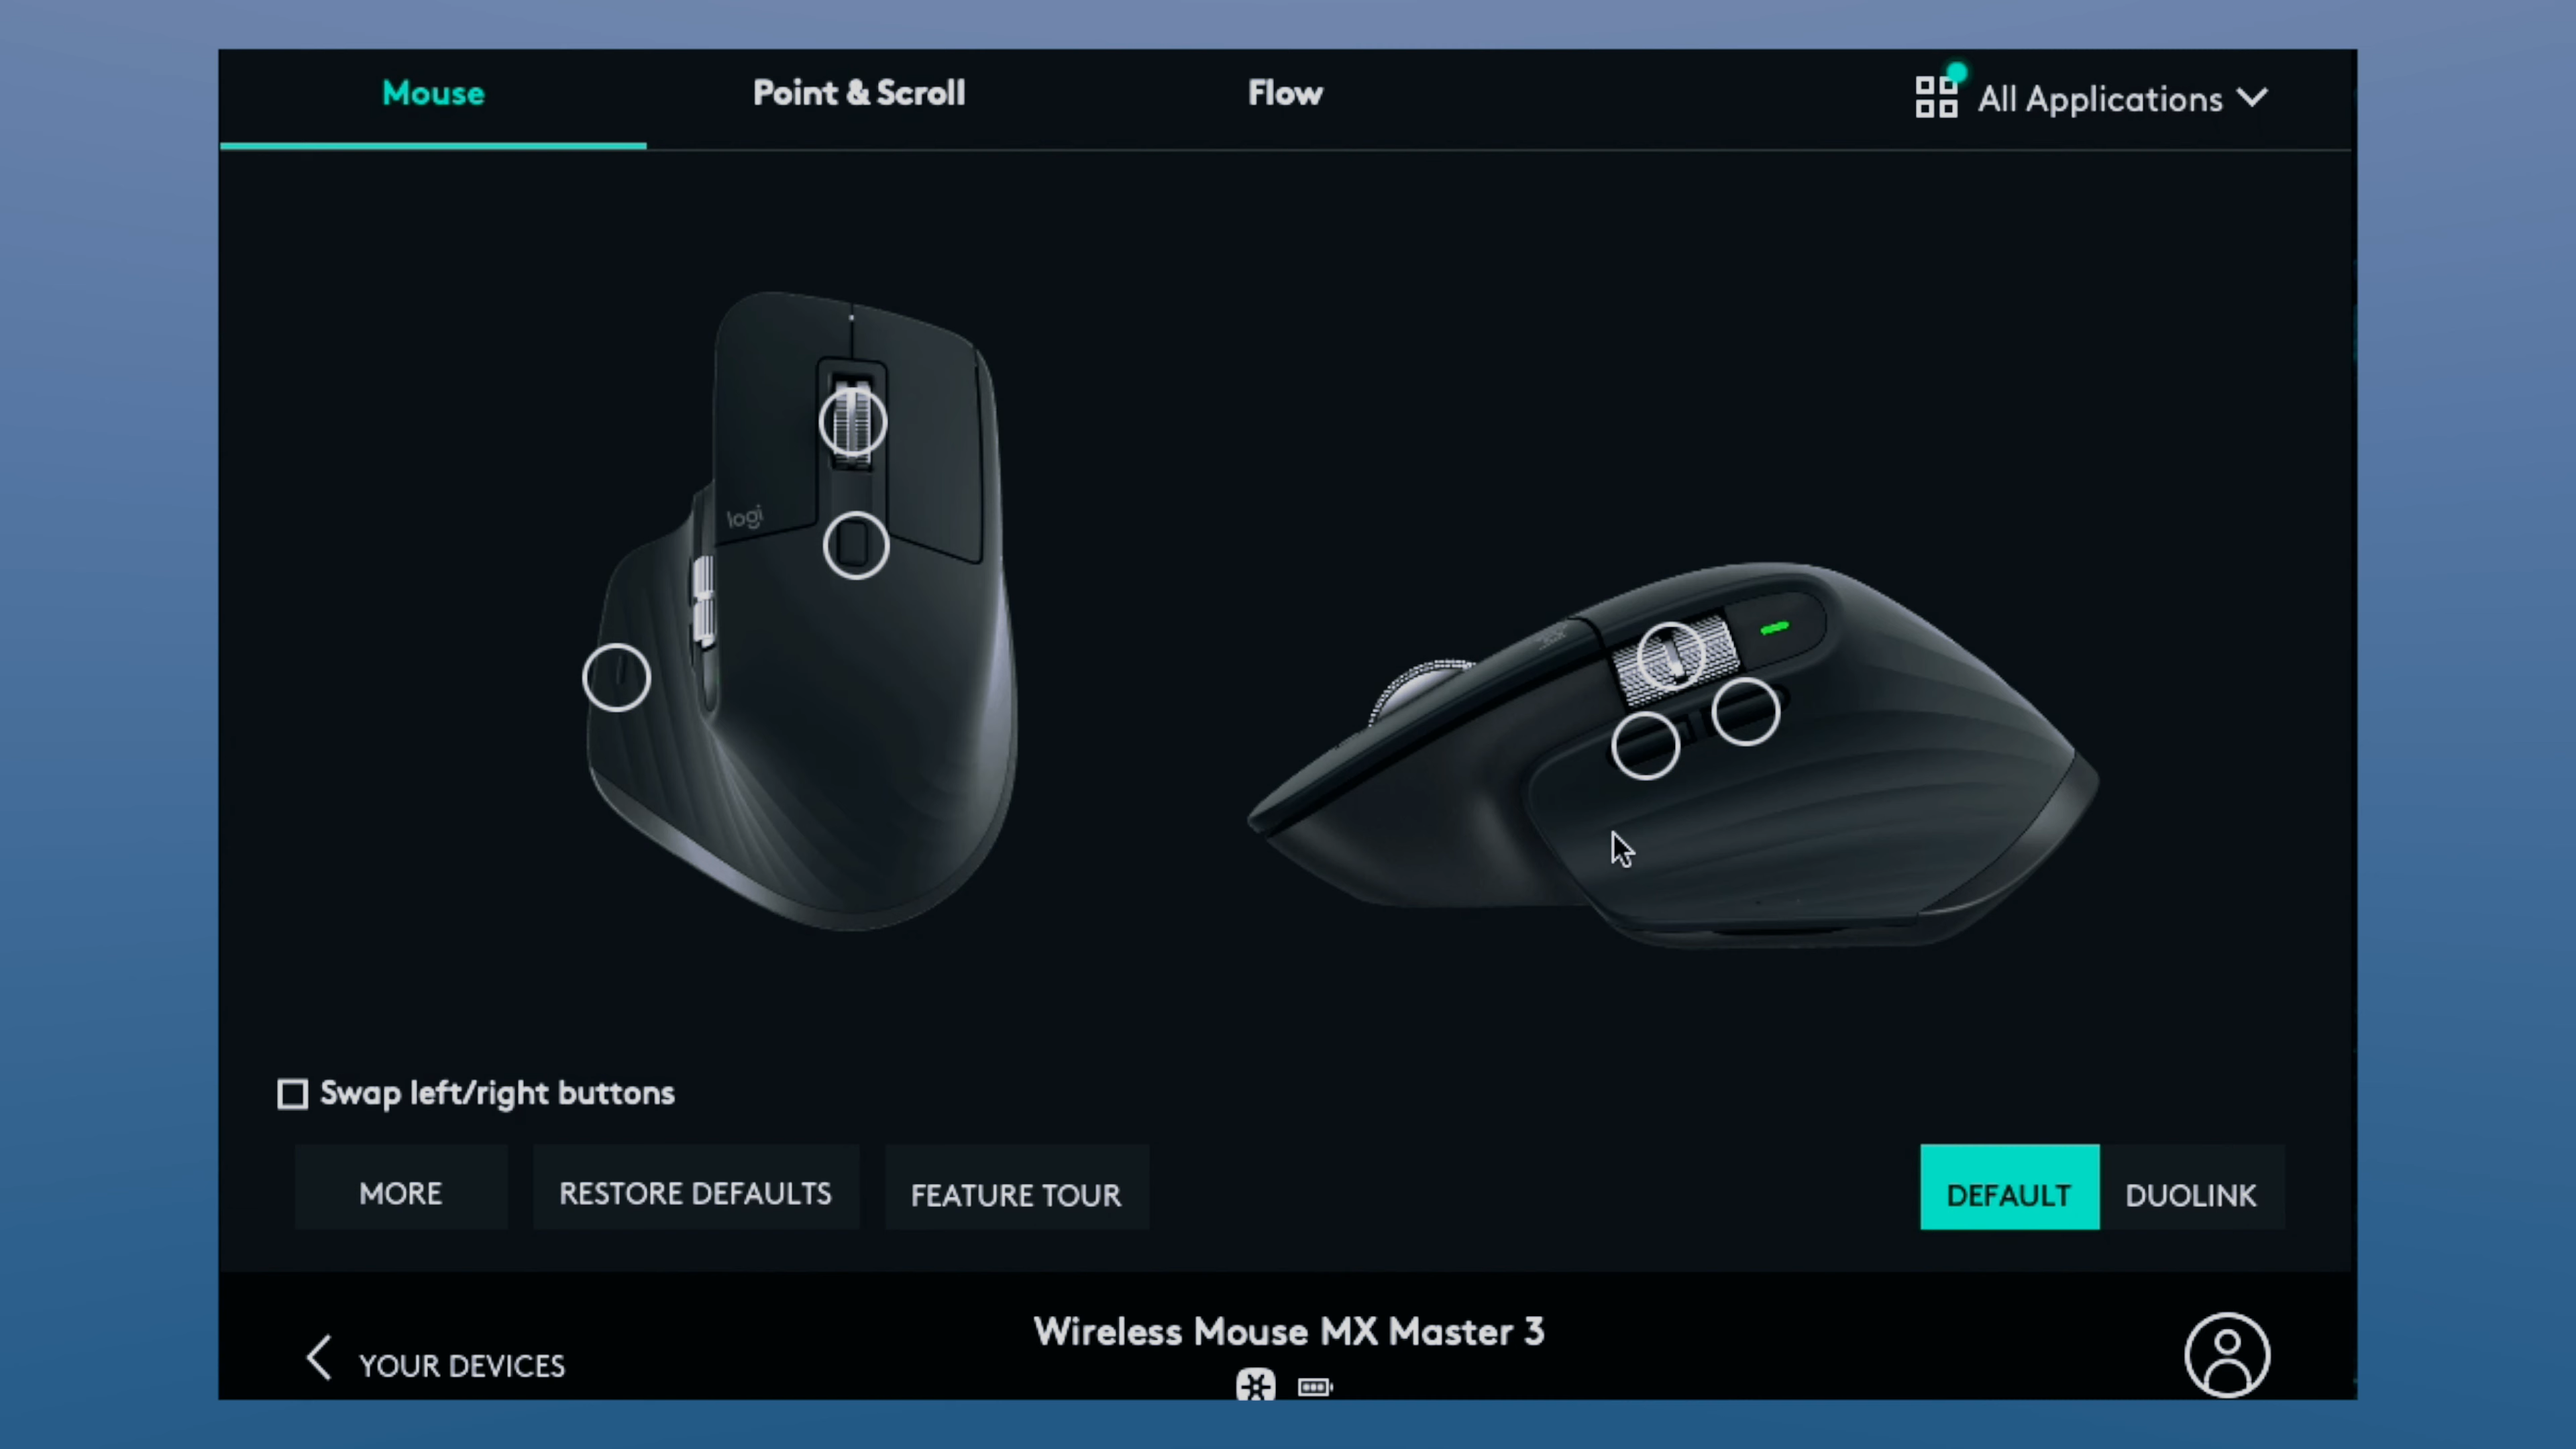 Mouse
Point & Scroll
Flow
All Applications
logi
Swap left/right buttons
MORE
RESTORE DEFAULTS
FEATURE TOUR
DEFAULT
DUOLINK
YOUR DEVICES
Wireless Mouse MX Master 3